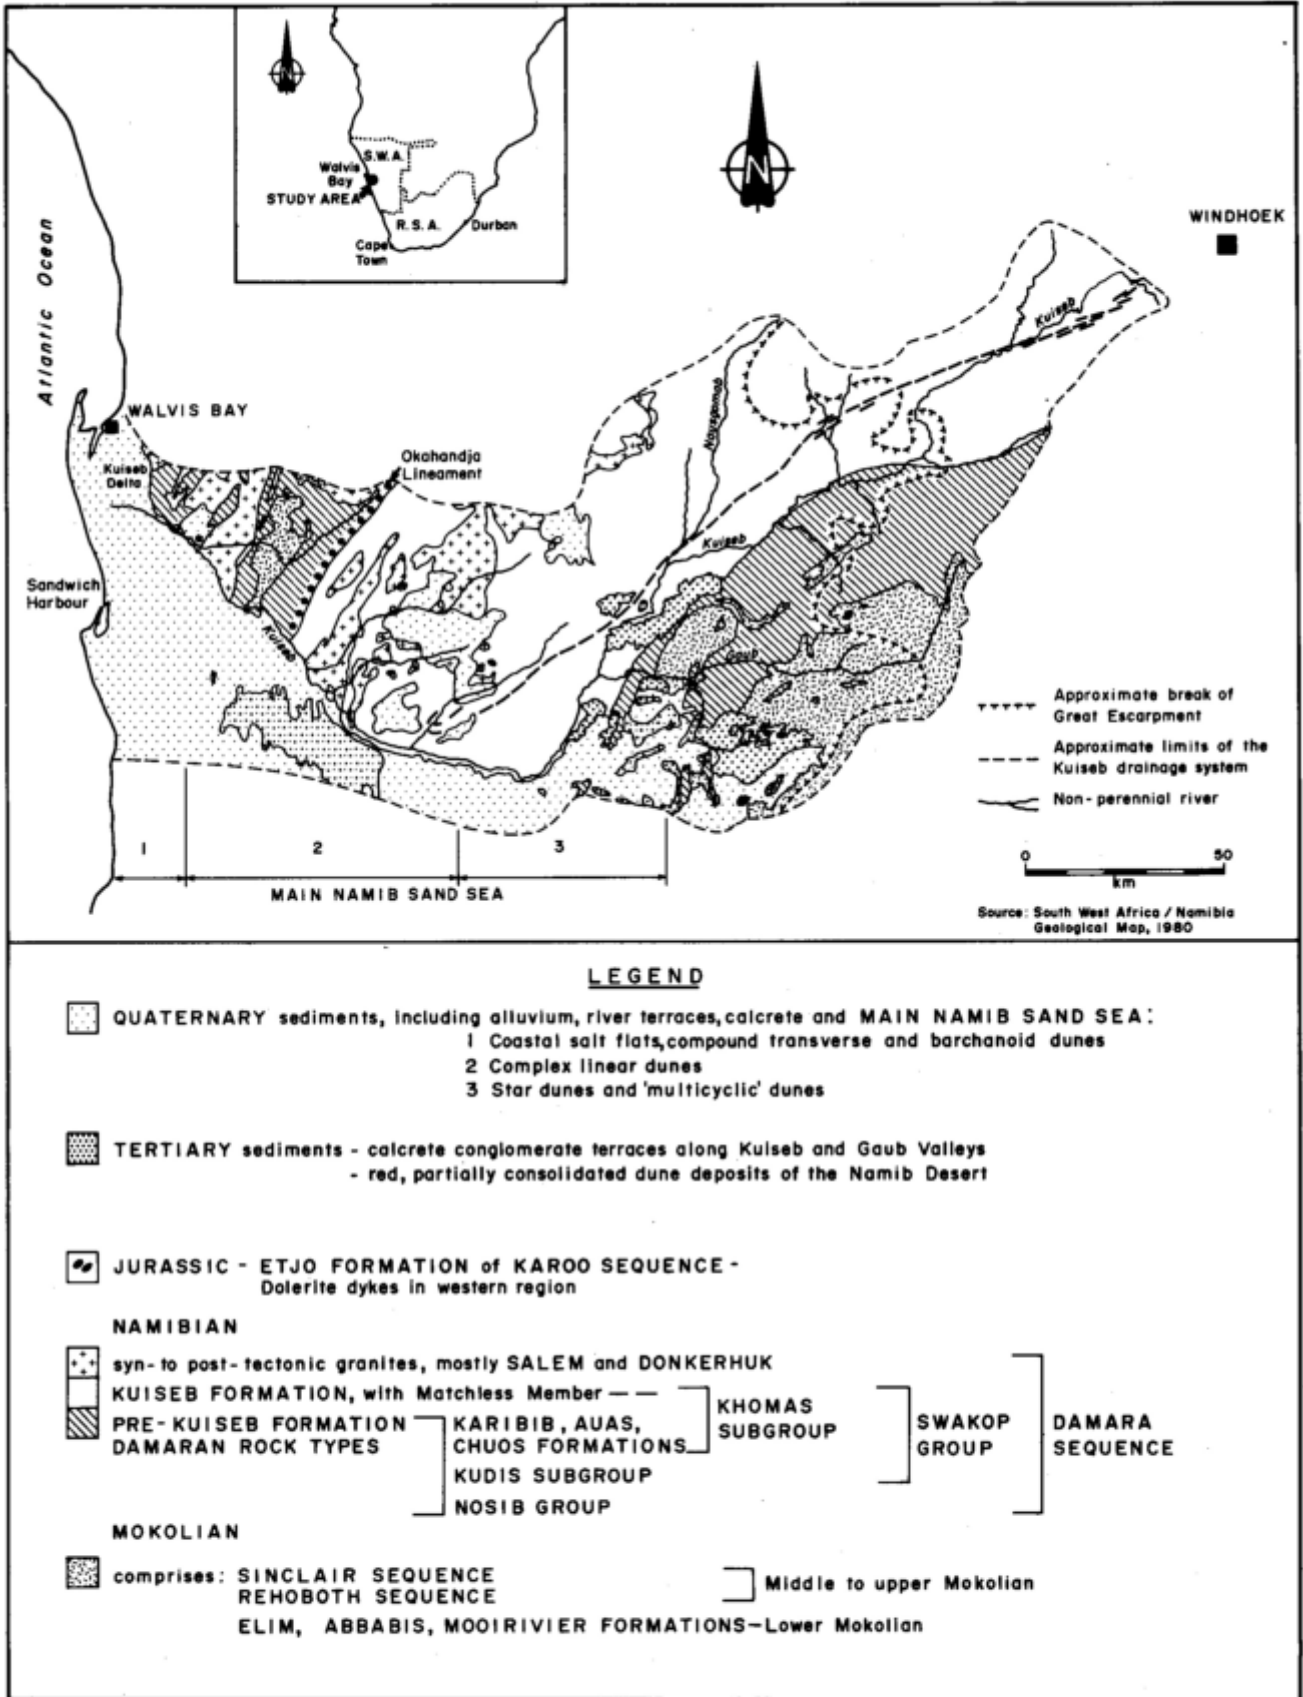 N
S.W.A.
Walvis
Bay
STUDY AREA
R.S.A.
Durban
Cape
Town
N
WINDHOEK
Atlantic Ocean
Kuiseb
WALVIS BAY
Nausgomab
Kuiseb
Delta
Okahandja
Lineament
Kuiseb
Sandwich
Harbour
Kuiseb
Gaub
Approximate break of
Great Escarpment
Approximate limits of the
Kuiseb drainage system
Non-perennial river
1 2 3
MAIN NAMIB SAND SEA
0 50
km
Source: South West Africa / Namibia
Geological Map, 1980
LEGEND
QUATERNARY sediments, including alluvium, river terraces, calcrete and MAIN NAMIB SAND SEA:
1 Coastal salt flats, compound transverse and barchanoid dunes
2 Complex linear dunes
3 Star dunes and 'multicyclic' dunes
TERTIARY sediments - calcrete conglomerate terraces along Kuiseb and Gaub Valleys
- red, partially consolidated dune deposits of the Namib Desert
JURASSIC - ETJO FORMATION of KAROO SEQUENCE -
Dolerite dykes in western region
NAMIBIAN
syn- to post-tectonic granites, mostly SALEM and DONKERHUK
KUISEB FORMATION, with Matchless Member — —
PRE-KUISEB FORMATION
DAMARAN ROCK TYPES
KARIBIB, AUAS,
CHUOS FORMATIONS
KUDIS SUBGROUP
NOSIB GROUP
KHOMAS
SUBGROUP
SWAKOP
GROUP
DAMARA
SEQUENCE
MOKOLIAN
comprises: SINCLAIR SEQUENCE
REHOBOTH SEQUENCE
Middle to upper Mokolian
ELIM, ABBABIS, MOOIRIVIER FORMATIONS—Lower Mokolian